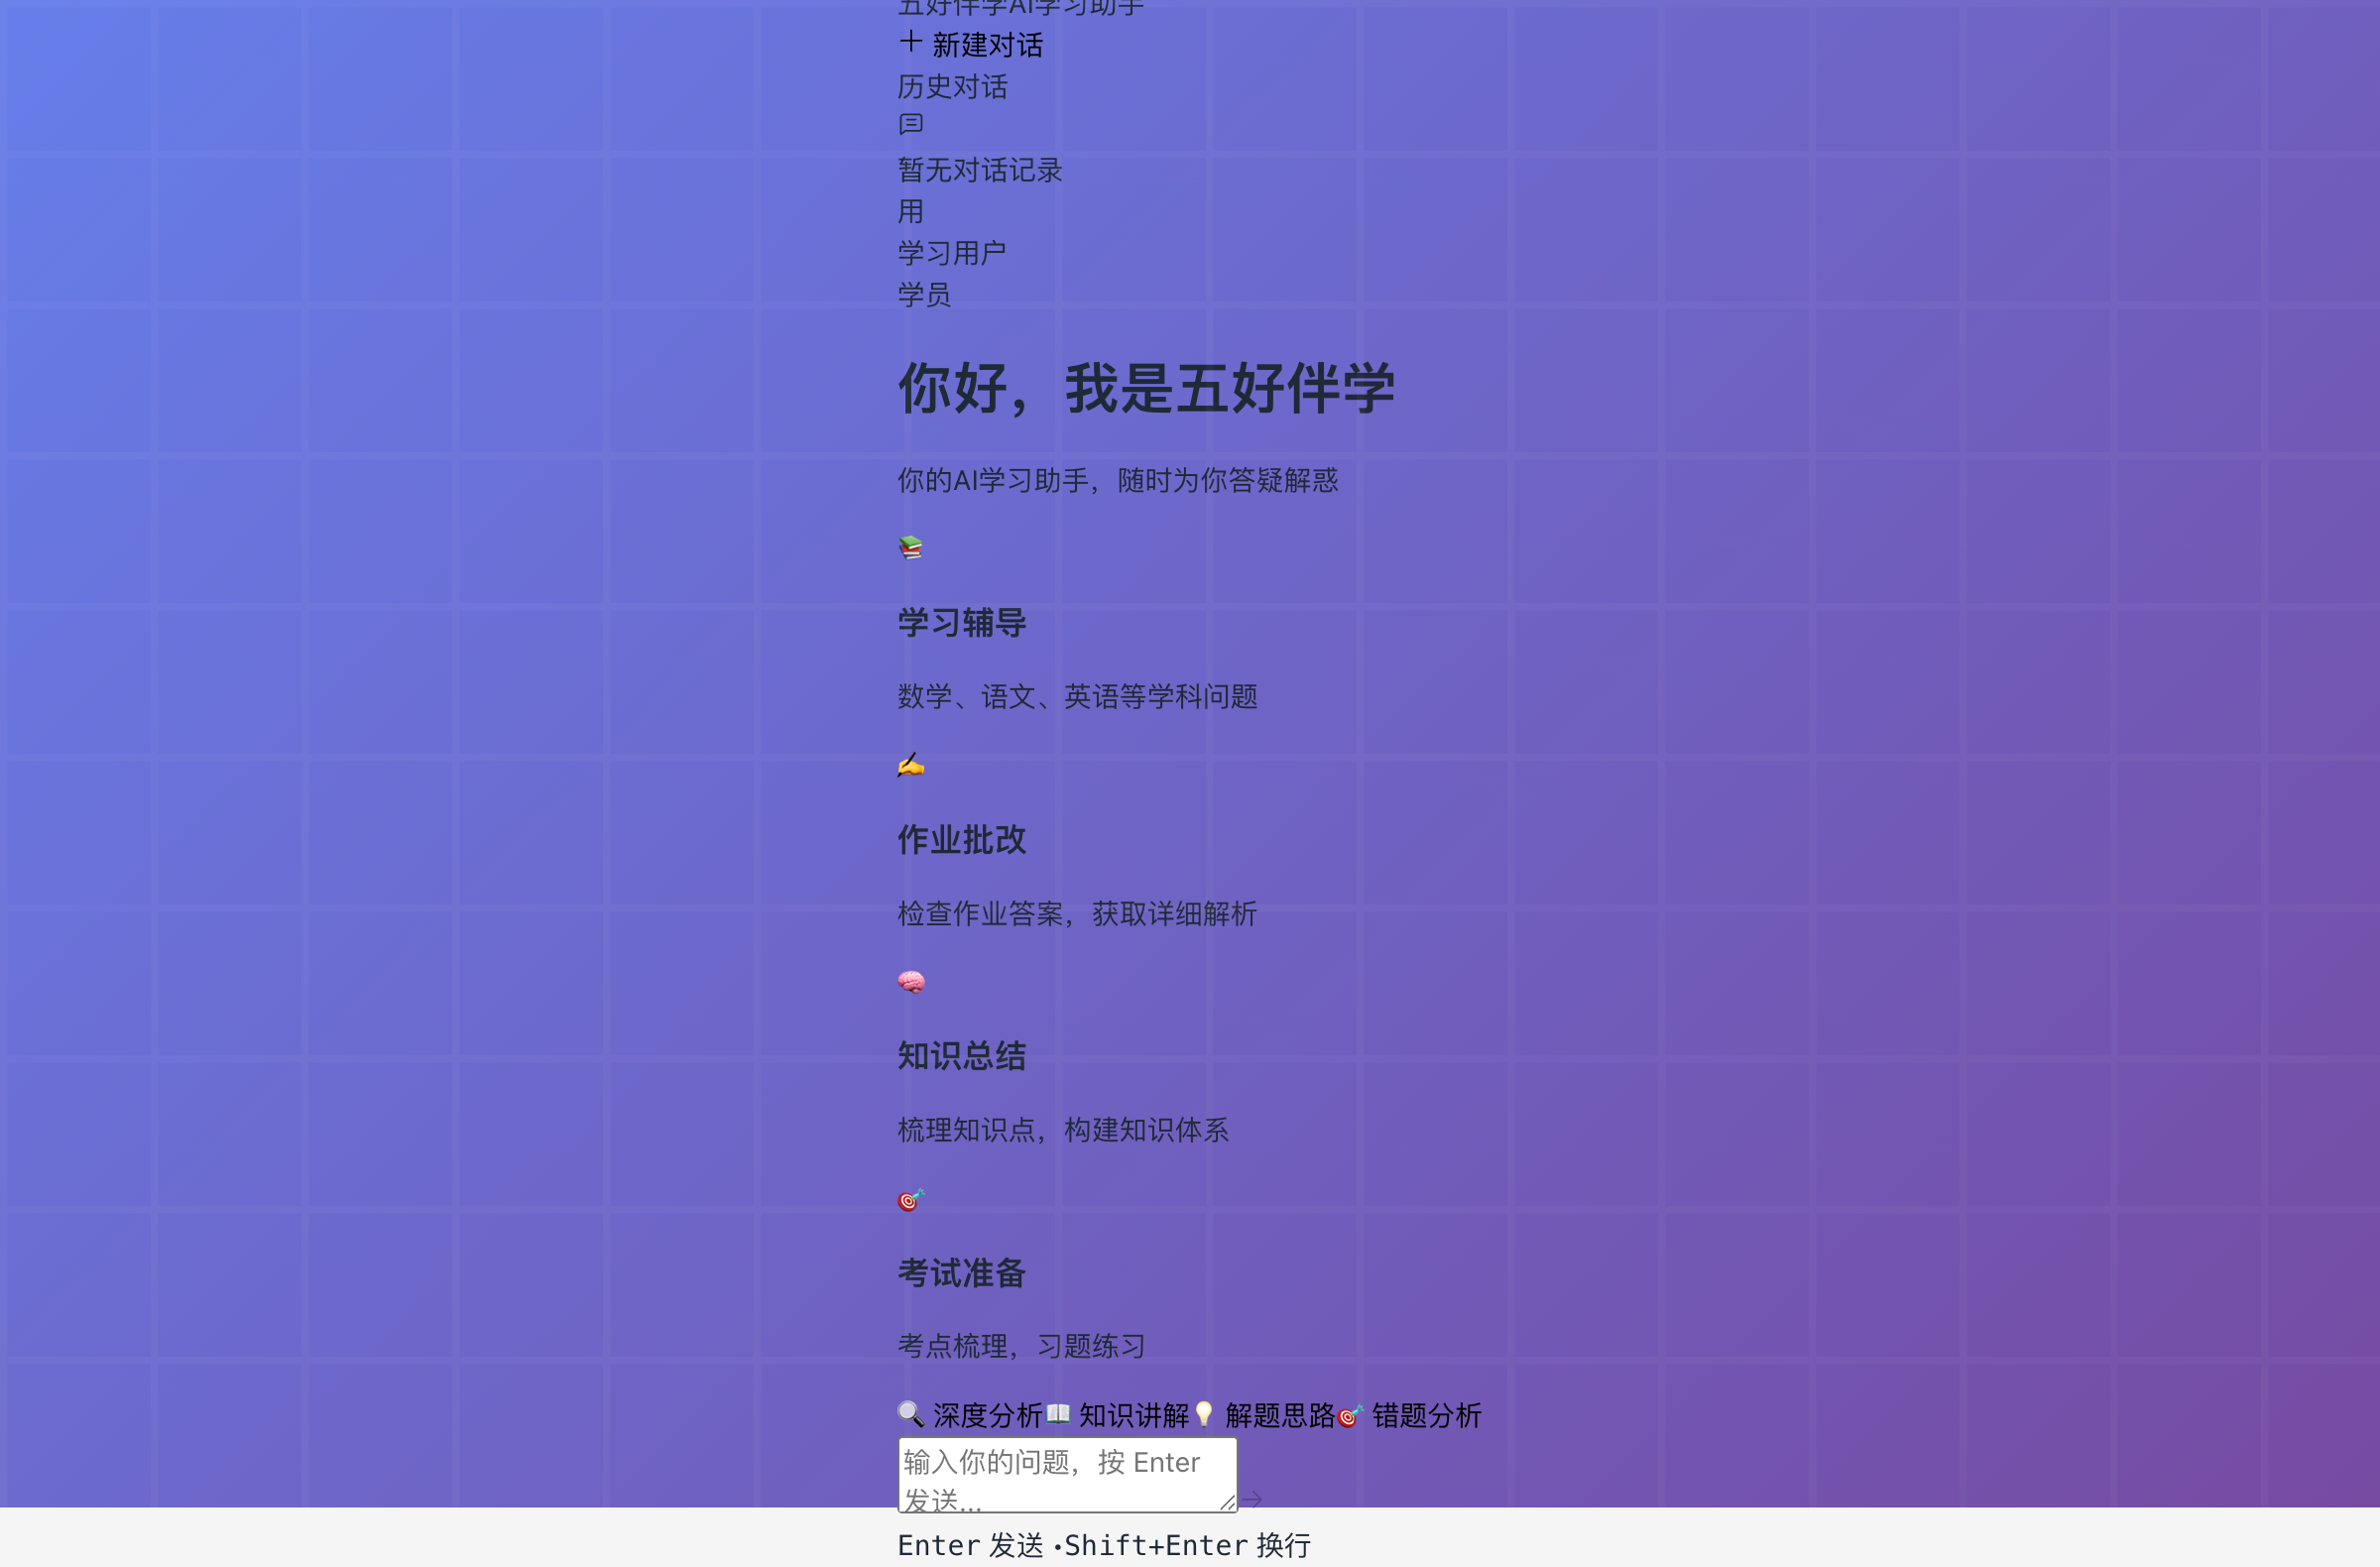 五好伴学AI学习助手
新建对话
历史对话
暂无对话记录
用
学习用户
学员
你好，我是五好伴学
你的AI学习助手，随时为你答疑解惑
学习辅导
数学、语文、英语等学科问题
作业批改
检查作业答案，获取详细解析
知识总结
梳理知识点，构建知识体系
考试准备
考点梳理，习题练习
深度分析 知识讲解 解题思路 错题分析
输入你的问题，按 Enter
发送...
Enter 发送 •Shift+Enter 换行